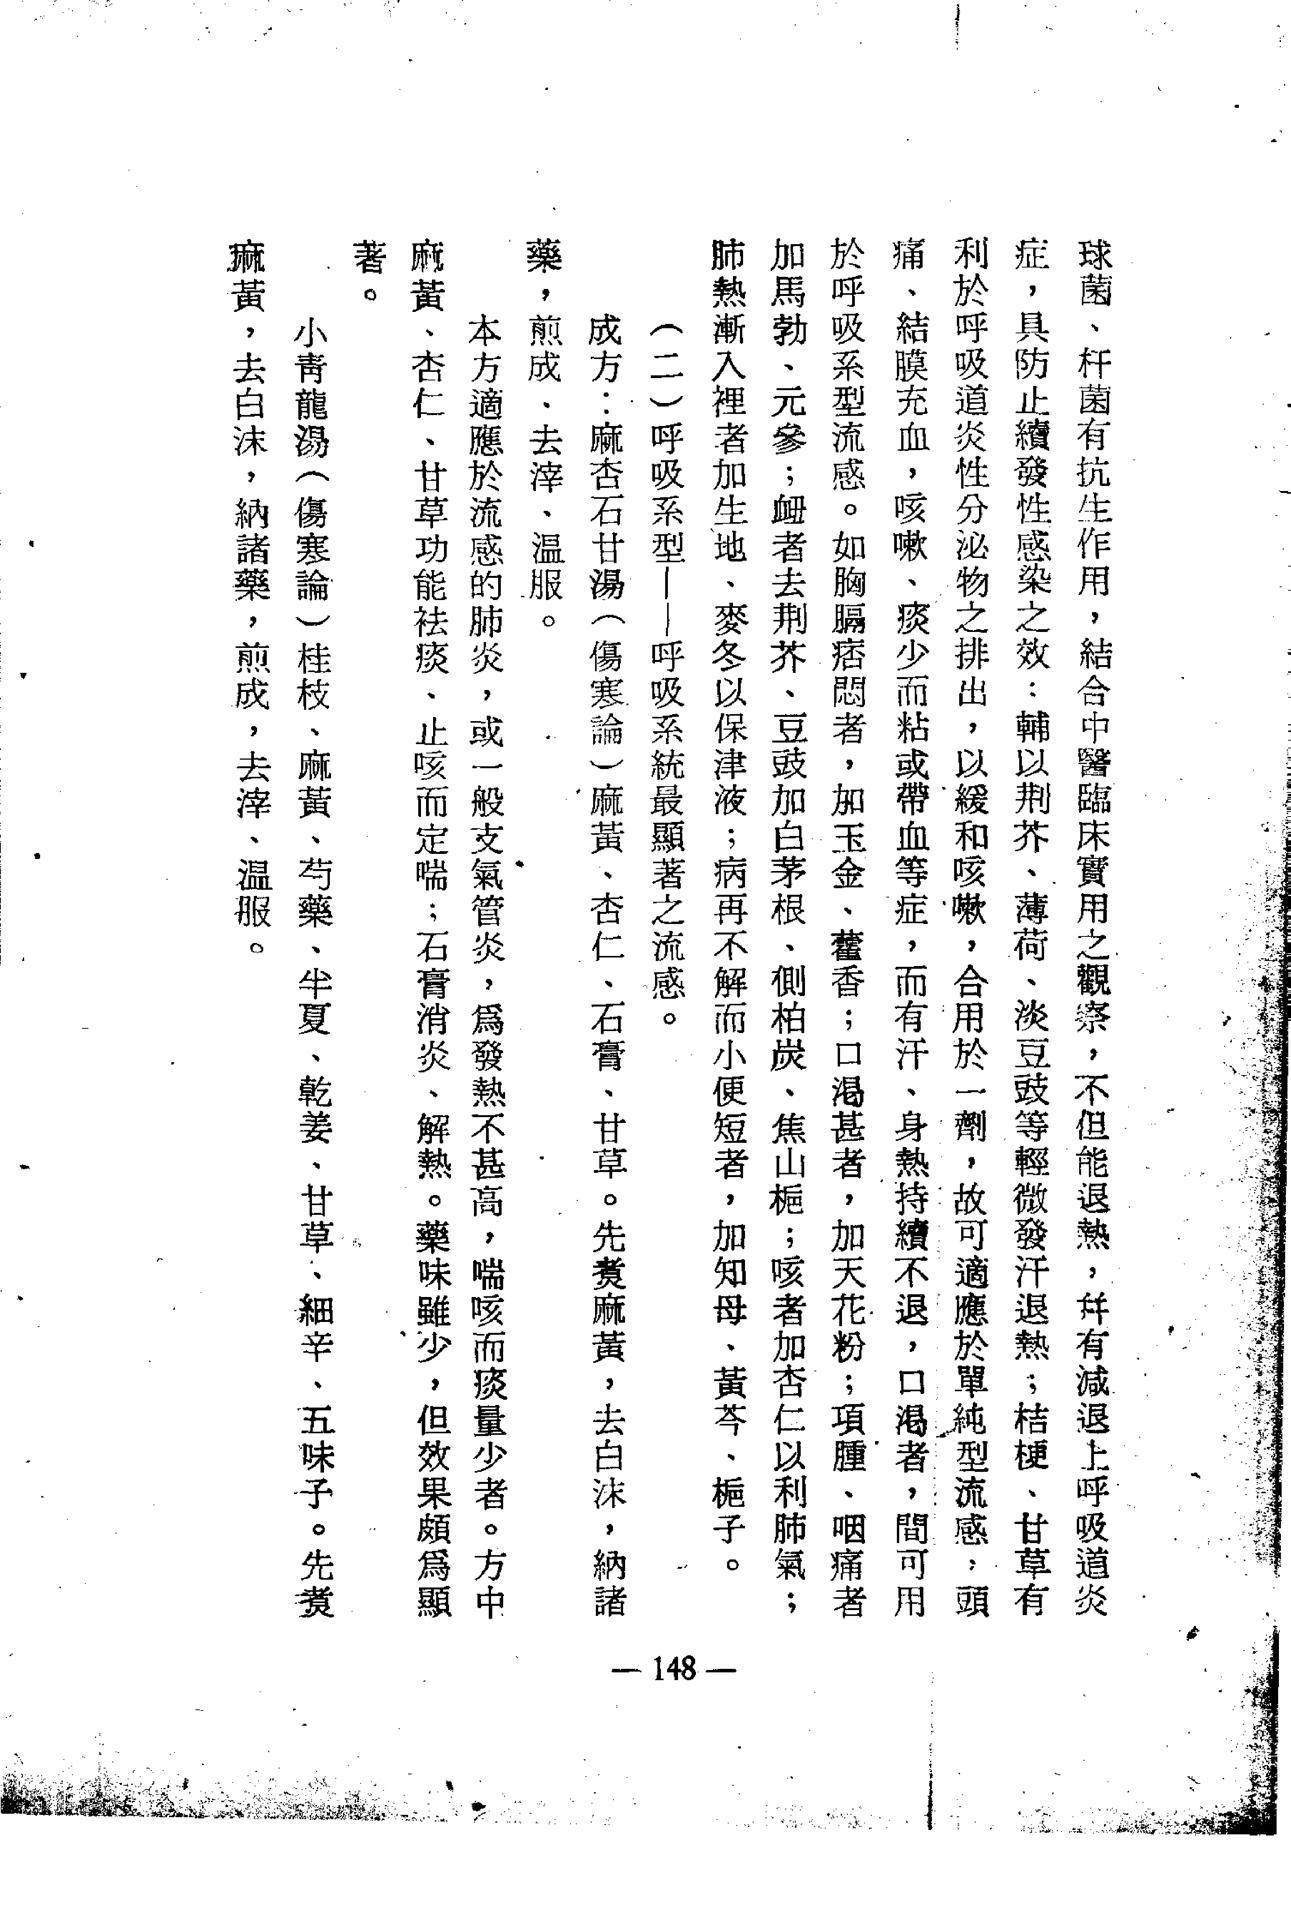 球菌、杆菌有抗生作用，結合中醫臨床實用之觀察，不但能退熱，幷有減退上呼吸道炎
症，具防止續發性感染之效：輔以荆芥、薄荷、淡豆豉等輕微發汗退熱；桔梗、甘草有
利於呼吸道炎性分泌物之排出，以緩和咳嗽，合用於一劑，故可適應於單純型流感，頭
痛、結膜充血，咳嗽、痰少而粘或帶血等症，而有汗、身熱持續不退，口渴者，間可用
於呼吸系型流感。如胸膈痞悶者，加玉金、藿香；口渴甚者，加天花粉；項腫、咽痛者
加馬勃、元參；衄者去荆芥、豆豉加白茅根、側柏炭、焦山梔；咳者加杏仁以利肺氣；
肺熱漸入裡者加生地、麥冬以保津液；病再不解而小便短者，加知母、黃芩、梔子。
（二）呼吸系型——呼吸系統最顯著之流感。
成方：麻杏石甘湯（傷寒論）麻黃、杏仁、石膏、甘草。先煑麻黃，去白沫，納諸
藥，煎成、去滓、溫服。
本方適應於流感的肺炎，或一般支氣管炎，爲發熱不甚高，喘咳而痰量少者。方中
麻黃、杏仁、甘草功能祛痰、止咳而定喘；石膏消炎、解熱。藥味雖少，但效果頗爲顯
著。
小青龍湯（傷寒論）桂枝、麻黃、芍藥、半夏、乾姜、甘草、細辛、五味子。先煑
麻黃，去白沫，納諸藥，煎成，去滓、溫服。
— 148 —